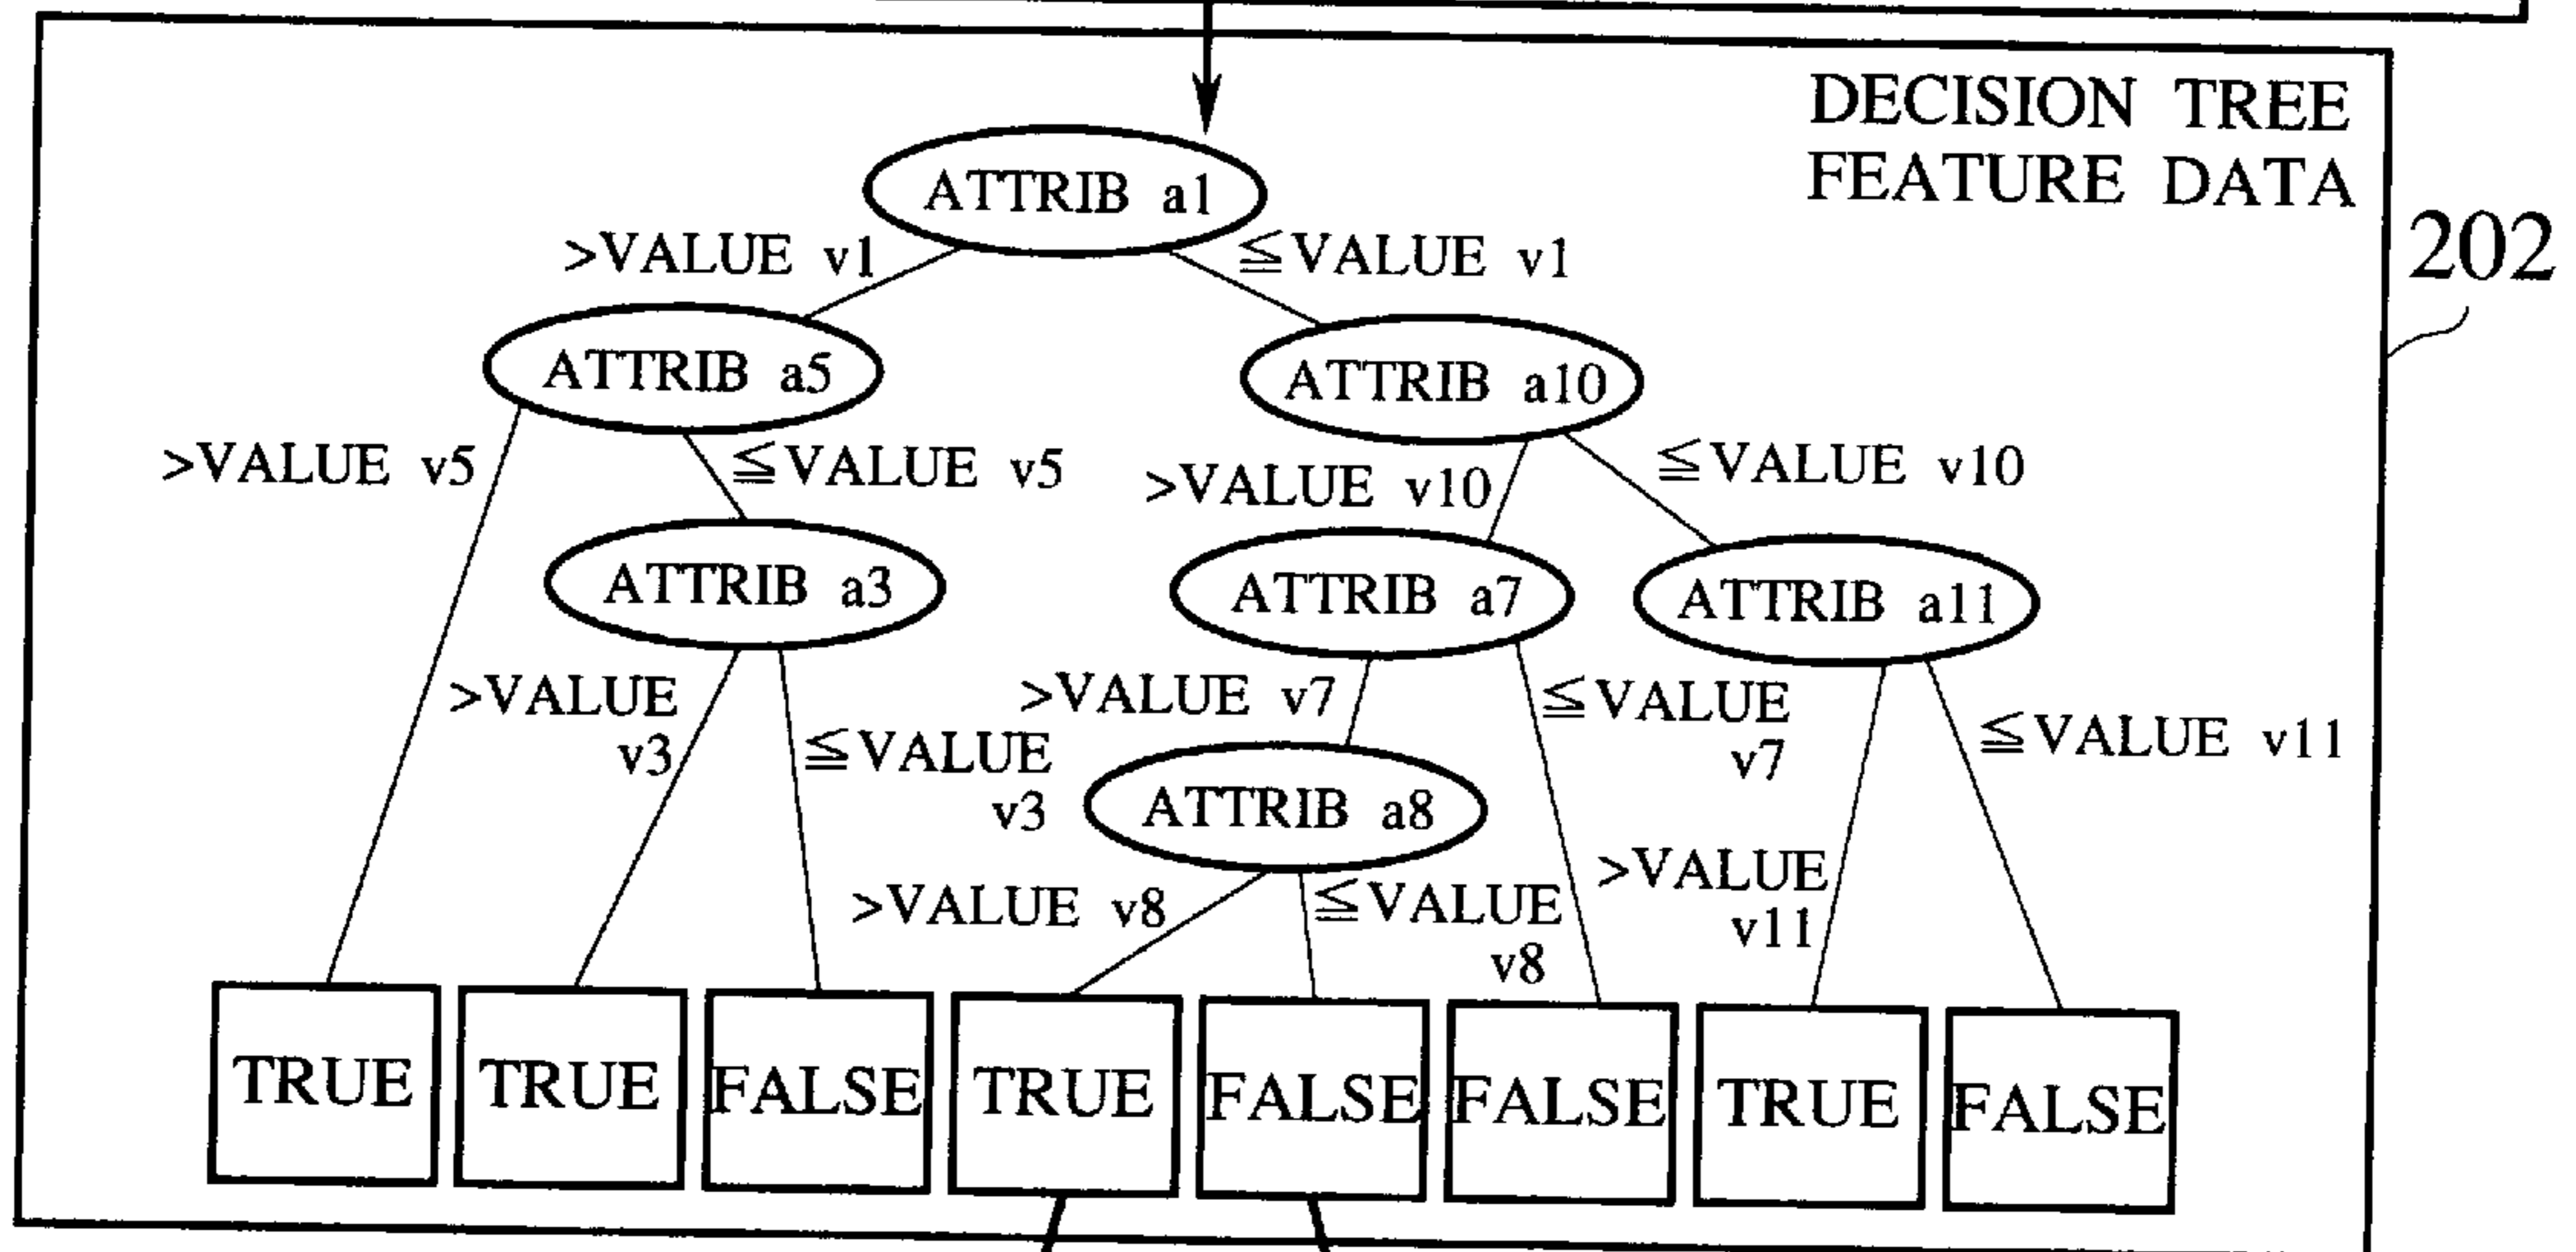 DECISION TREE
FEATURE DATA
202
ATTRIB a1
>VALUE v1
≦VALUE v1
ATTRIB a5
ATTRIB a10
>VALUE v5
≦VALUE v5
>VALUE v10
≦VALUE v10
ATTRIB a3
ATTRIB a7
ATTRIB a11
>VALUE
v3
≦VALUE
v3
>VALUE v7
≦VALUE
v7
≦VALUE v11
ATTRIB a8
>VALUE
v11
>VALUE v8
≦VALUE
v8
TRUE
TRUE
FALSE
TRUE
FALSE
FALSE
TRUE
FALSE